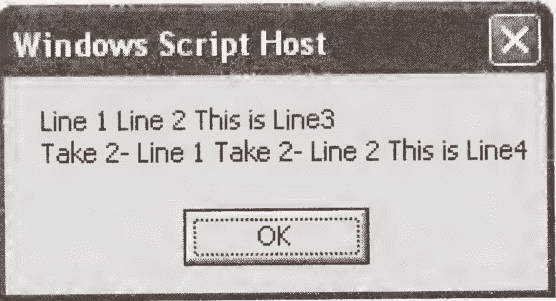 Windows Script Host
Line 1 Line 2 This is Line3
Take 2- Line 1 Take 2- Line 2 This is Line4
OK